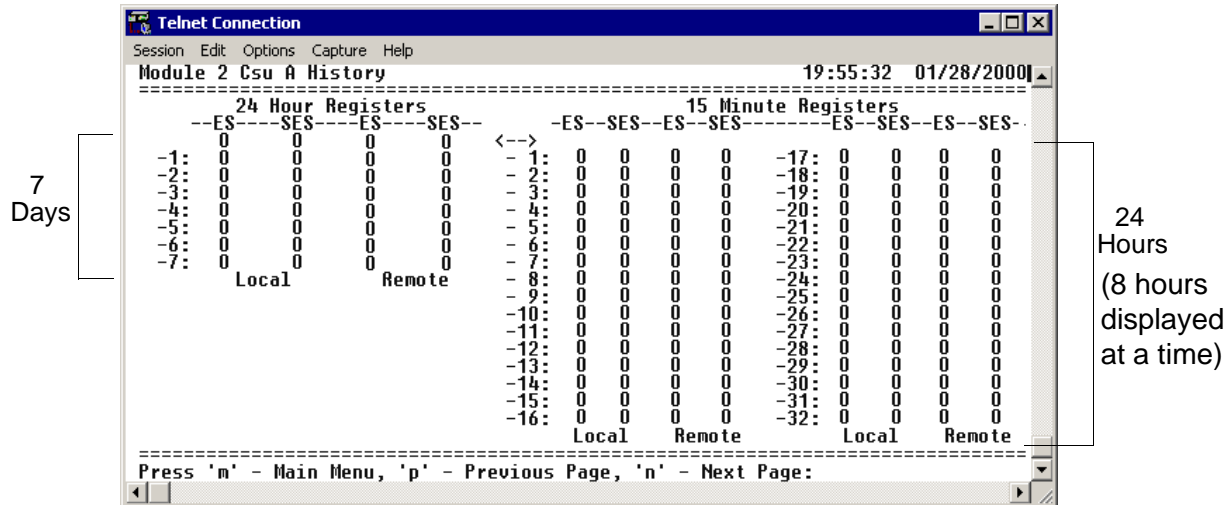 Telnet Connection
Session Edit Options Capture Help
Module 2 Csu A History 19:55:32 01/28/2000
================================================================================
24 Hour Registers 15 Minute Registers
--ES----SES----ES----SES-- -ES--SES--ES--SES--------ES--SES--ES--SES-
0 0 0 0 <-->
-1: 0 0 0 0 - 1: 0 0 0 0 -17: 0 0 0 0
-2: 0 0 0 0 - 2: 0 0 0 0 -18: 0 0 0 0
-3: 0 0 0 0 - 3: 0 0 0 0 -19: 0 0 0 0
-4: 0 0 0 0 - 4: 0 0 0 0 -20: 0 0 0 0
-5: 0 0 0 0 - 5: 0 0 0 0 -21: 0 0 0 0
-6: 0 0 0 0 - 6: 0 0 0 0 -22: 0 0 0 0
-7: 0 0 0 0 - 7: 0 0 0 0 -23: 0 0 0 0
Local Remote - 8: 0 0 0 0 -24: 0 0 0 0
- 9: 0 0 0 0 -25: 0 0 0 0
-10: 0 0 0 0 -26: 0 0 0 0
-11: 0 0 0 0 -27: 0 0 0 0
-12: 0 0 0 0 -28: 0 0 0 0
-13: 0 0 0 0 -29: 0 0 0 0
-14: 0 0 0 0 -30: 0 0 0 0
-15: 0 0 0 0 -31: 0 0 0 0
-16: 0 0 0 0 -32: 0 0 0 0
Local Remote Local Remote
================================================================================
Press 'm' - Main Menu, 'p' - Previous Page, 'n' - Next Page:
7
Days
24
Hours
(8 hours
displayed
at a time)